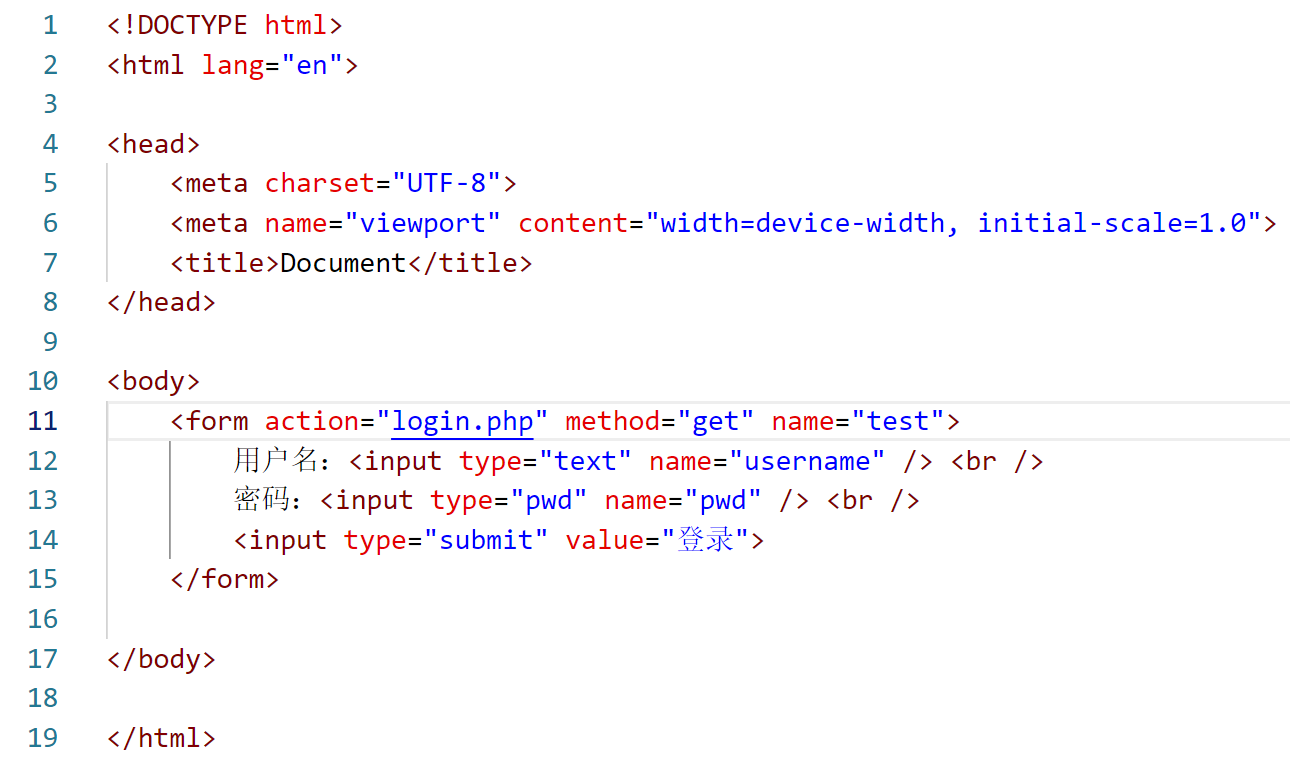 1 <!DOCTYPE html>
2 <html lang="en">
3
4 <head>
5     <meta charset="UTF-8">
6     <meta name="viewport" content="width=device-width, initial-scale=1.0">
7     <title>Document</title>
8 </head>
9
10 <body>
11     <form action="login.php" method="get" name="test">
12         用户名：<input type="text" name="username" /> <br />
13         密码：<input type="pwd" name="pwd" /> <br />
14         <input type="submit" value="登录">
15     </form>
16
17 </body>
18
19 </html>